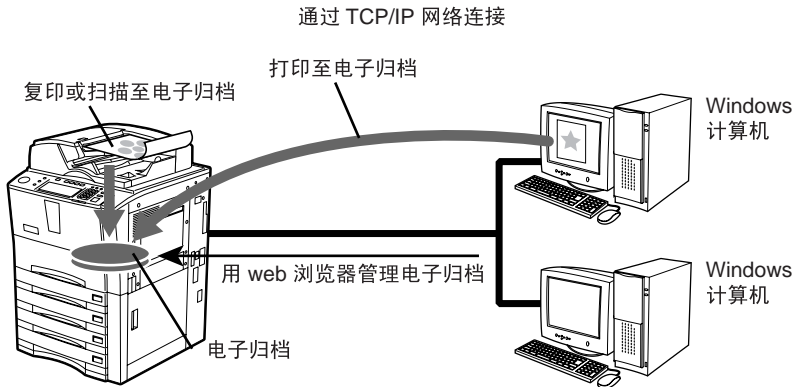 通过 TCP/IP 网络连接
打印至电子归档
复印或扫描至电子归档
Windows
计算机
用 web 浏览器管理电子归档
Windows
计算机
电子归档